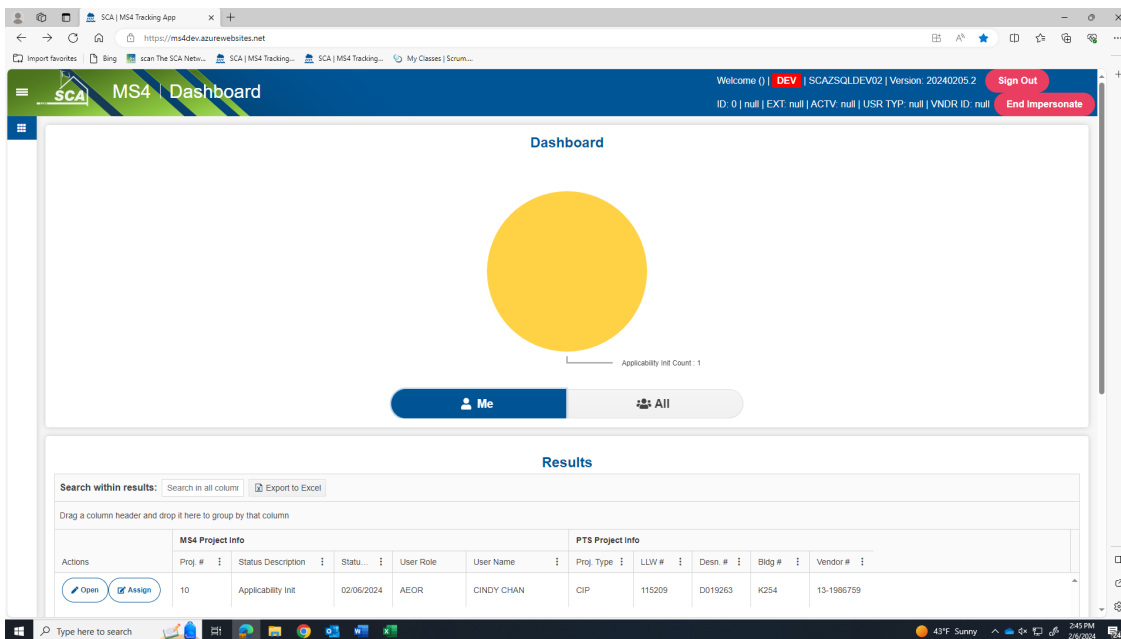 SCA | MS4 Tracking App
https://ms4dev.azurewebsites.net
Import favorites Bing scan The SCA Netw... SCA | MS4 Tracking... SCA | MS4 Tracking... My Classes | Scrum....
SCA MS4 | Dashboard
Welcome () | DEV | SCAZSQLDEV02 | Version: 20240205.2 Sign Out
ID: 0 | null | EXT: null | ACTV: null | USR TYP: null | VNDR ID: null End Impersonate
Dashboard
Applicability Init Count : 1
Me All
Results
Search within results: Search in all colum Export to Excel
Drag a column header and drop it here to group by that column
MS4 Project Info PTS Project Info
Actions Proj. # Status Description Statu... User Role User Name Proj. Type LLW # Desn. # Bldg # Vendor #
Open Assign 10 Applicability Init 02/06/2024 AEOR CINDY CHAN CIP 115209 D019263 K254 13-1986759
Type here to search 43°F Sunny 2:45 PM
2/6/2024